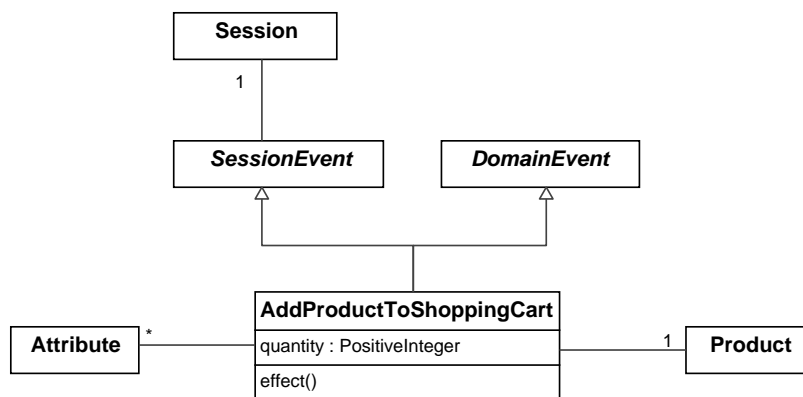 Session
1
SessionEvent
DomainEvent
AddProductToShoppingCart
quantity : PositiveInteger
effect()
Attribute
*
1
Product